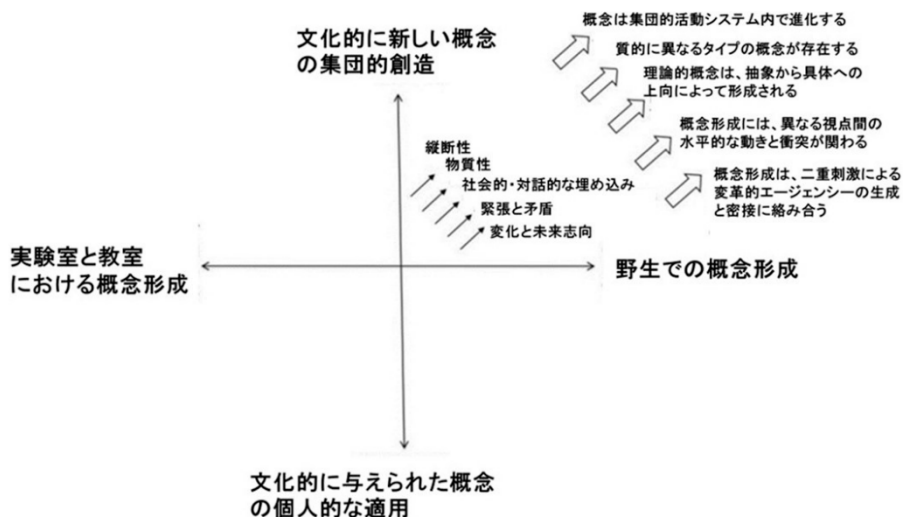 概念は集団的活動システム内で進化する
文化的に新しい概念
の集団的創造
質的に異なるタイプの概念が存在する
理論的概念は、抽象から具体への
上向によって形成される
概念形成には、異なる視点間の
水平的な動きと衝突が関わる
概念形成は、二重刺激による
変革的エージェンシーの生成
と密接に絡み合う
縦断性
物質性
社会的・対話的な埋め込み
緊張と矛盾
変化と未来志向
実験室と教室
における概念形成
野生での概念形成
文化的に与えられた概念
の個人的な適用